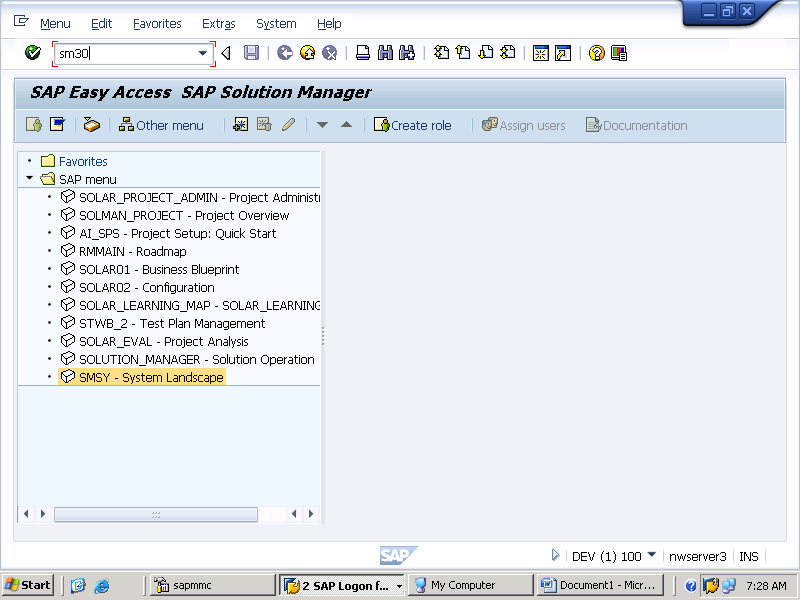 Menu Edit Favorites Extras System Help
sm30
SAP Easy Access SAP Solution Manager
Other menu Create role Assign users Documentation
Favorites
SAP menu
SOLAR_PROJECT_ADMIN - Project Administr
SOLMAN_PROJECT - Project Overview
AI_SPS - Project Setup: Quick Start
RMMAIN - Roadmap
SOLAR01 - Business Blueprint
SOLAR02 - Configuration
SOLAR_LEARNING_MAP - SOLAR_LEARNING
STWB_2 - Test Plan Management
SOLAR_EVAL - Project Analysis
SOLUTION_MANAGER - Solution Operation
SMSY - System Landscape
SAP
DEV (1) 100 nwserver3 INS
Start sapmmc 2 SAP Logon f... My Computer Document1 - Micr... 7:28 AM